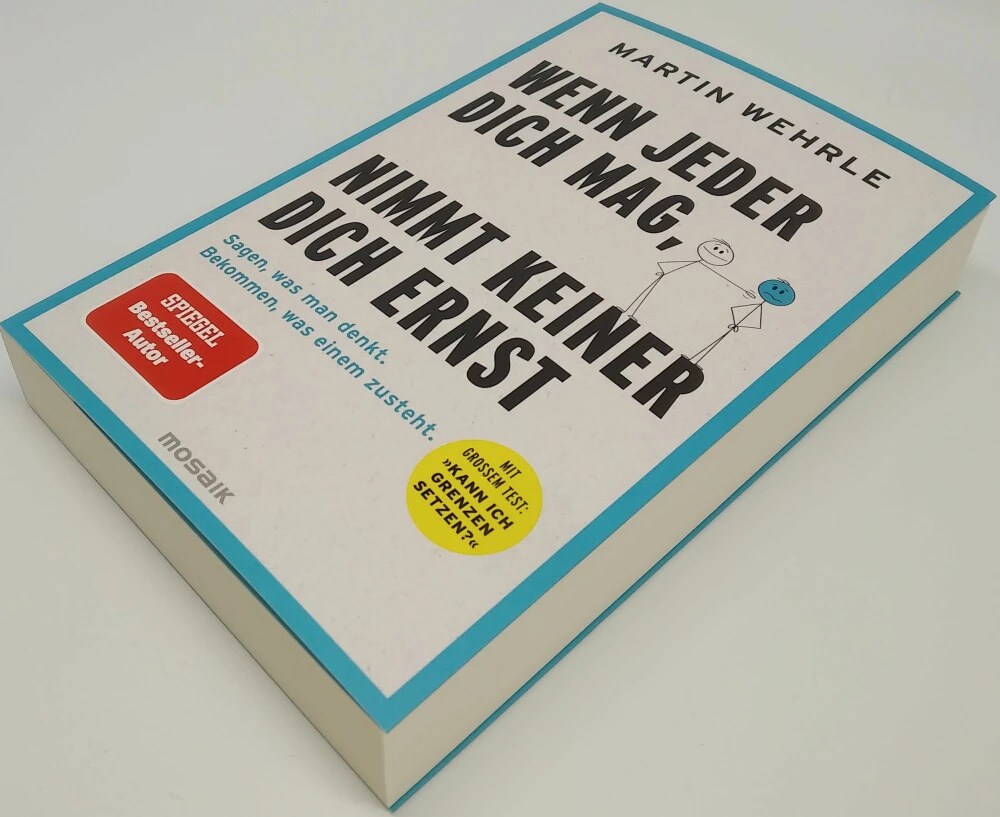 MARTIN WEHRLE
WENN JEDER
DICH MAG,
NIMMT KEINER
DICH ERNST
Sagen, was man denkt.
Bekommen, was einem zusteht.
SPIEGEL
Bestseller-
Autor
MIT
GROSSEM TEST:
»KANN ICH
GRENZEN
SETZEN?«
mosaik